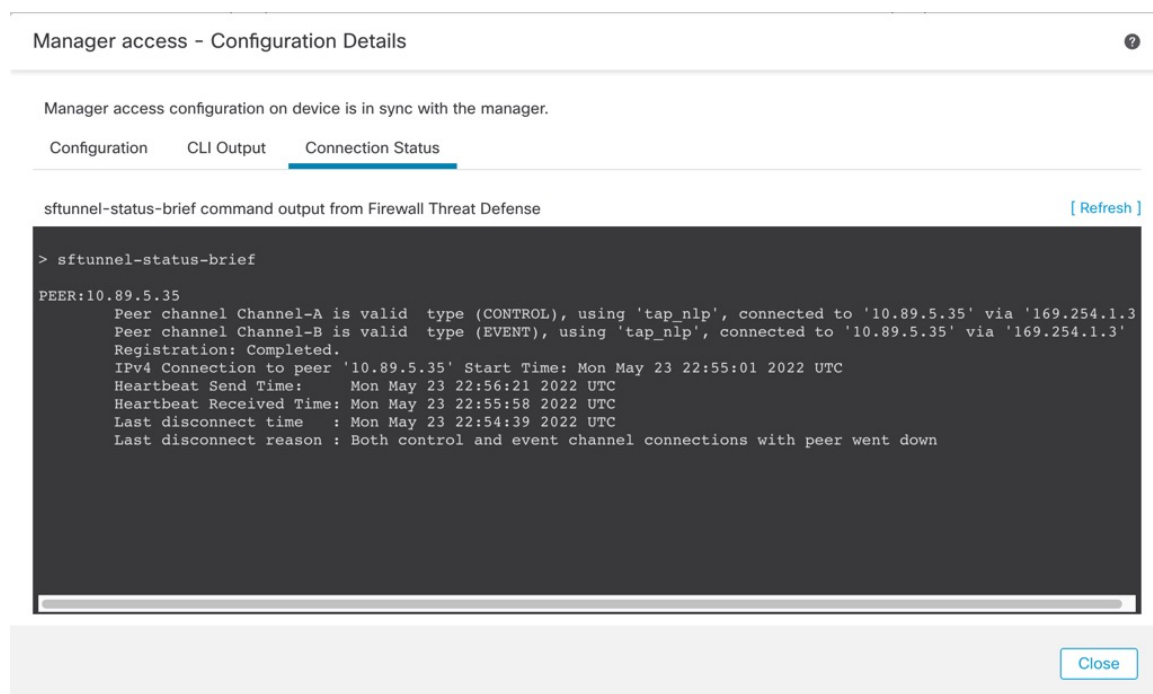 Manager access - Configuration Details
?
Manager access configuration on device is in sync with the manager.
Configuration CLI Output Connection Status
sftunnel-status-brief command output from Firewall Threat Defense [ Refresh ]
> sftunnel-status-brief
PEER:10.89.5.35
Peer channel Channel-A is valid  type (CONTROL), using 'tap_nlp', connected to '10.89.5.35' via '169.254.1.3
Peer channel Channel-B is valid  type (EVENT), using 'tap_nlp', connected to '10.89.5.35' via '169.254.1.3'
Registration: Completed.
IPv4 Connection to peer '10.89.5.35' Start Time: Mon May 23 22:55:01 2022 UTC
Heartbeat Send Time:     Mon May 23 22:56:21 2022 UTC
Heartbeat Received Time: Mon May 23 22:55:58 2022 UTC
Last disconnect time   : Mon May 23 22:54:39 2022 UTC
Last disconnect reason : Both control and event channel connections with peer went down
Close